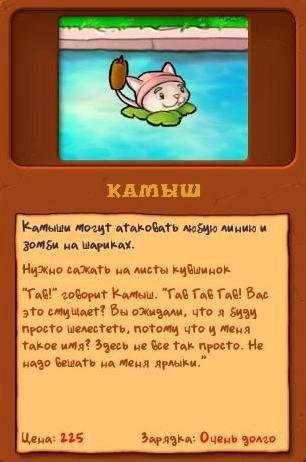 КАМЫШ
Камыши могут атаковать любую линию и
зомби на шариках.
Нужно сажать на листы кувшинок
"Гав!" говорит Камыш. "Гав Гав Гав! Вас
это смущает? Вы ожидали, что я буду
просто шелестеть, потому что у меня
такое имя? Здесь не все так просто. Не
надо вешать на меня ярлыки."
Цена: 225 Зарядка: Очень долго